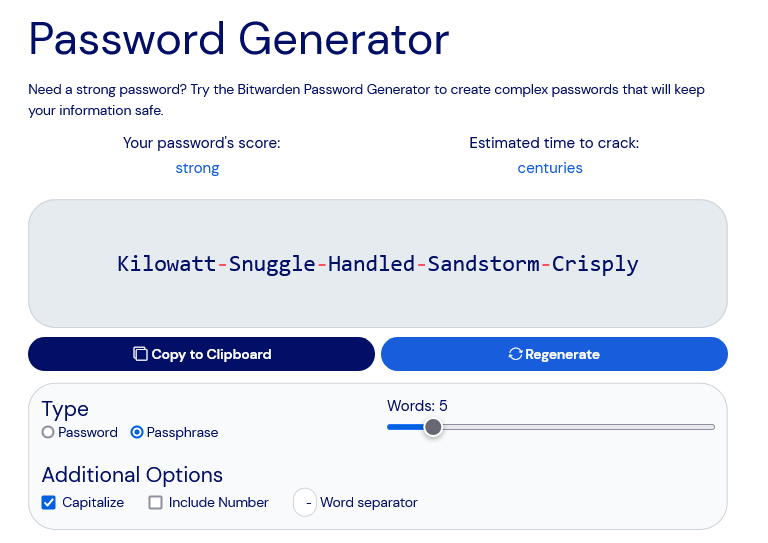 Password Generator
Need a strong password? Try the Bitwarden Password Generator to create complex passwords that will keep
your information safe.
Your password's score: Estimated time to crack:
strong centuries
Kilowatt-Snuggle-Handled-Sandstorm-Crisply
Copy to Clipboard Regenerate
Type Words: 5
Password Passphrase
Additional Options
Capitalize Include Number - Word separator